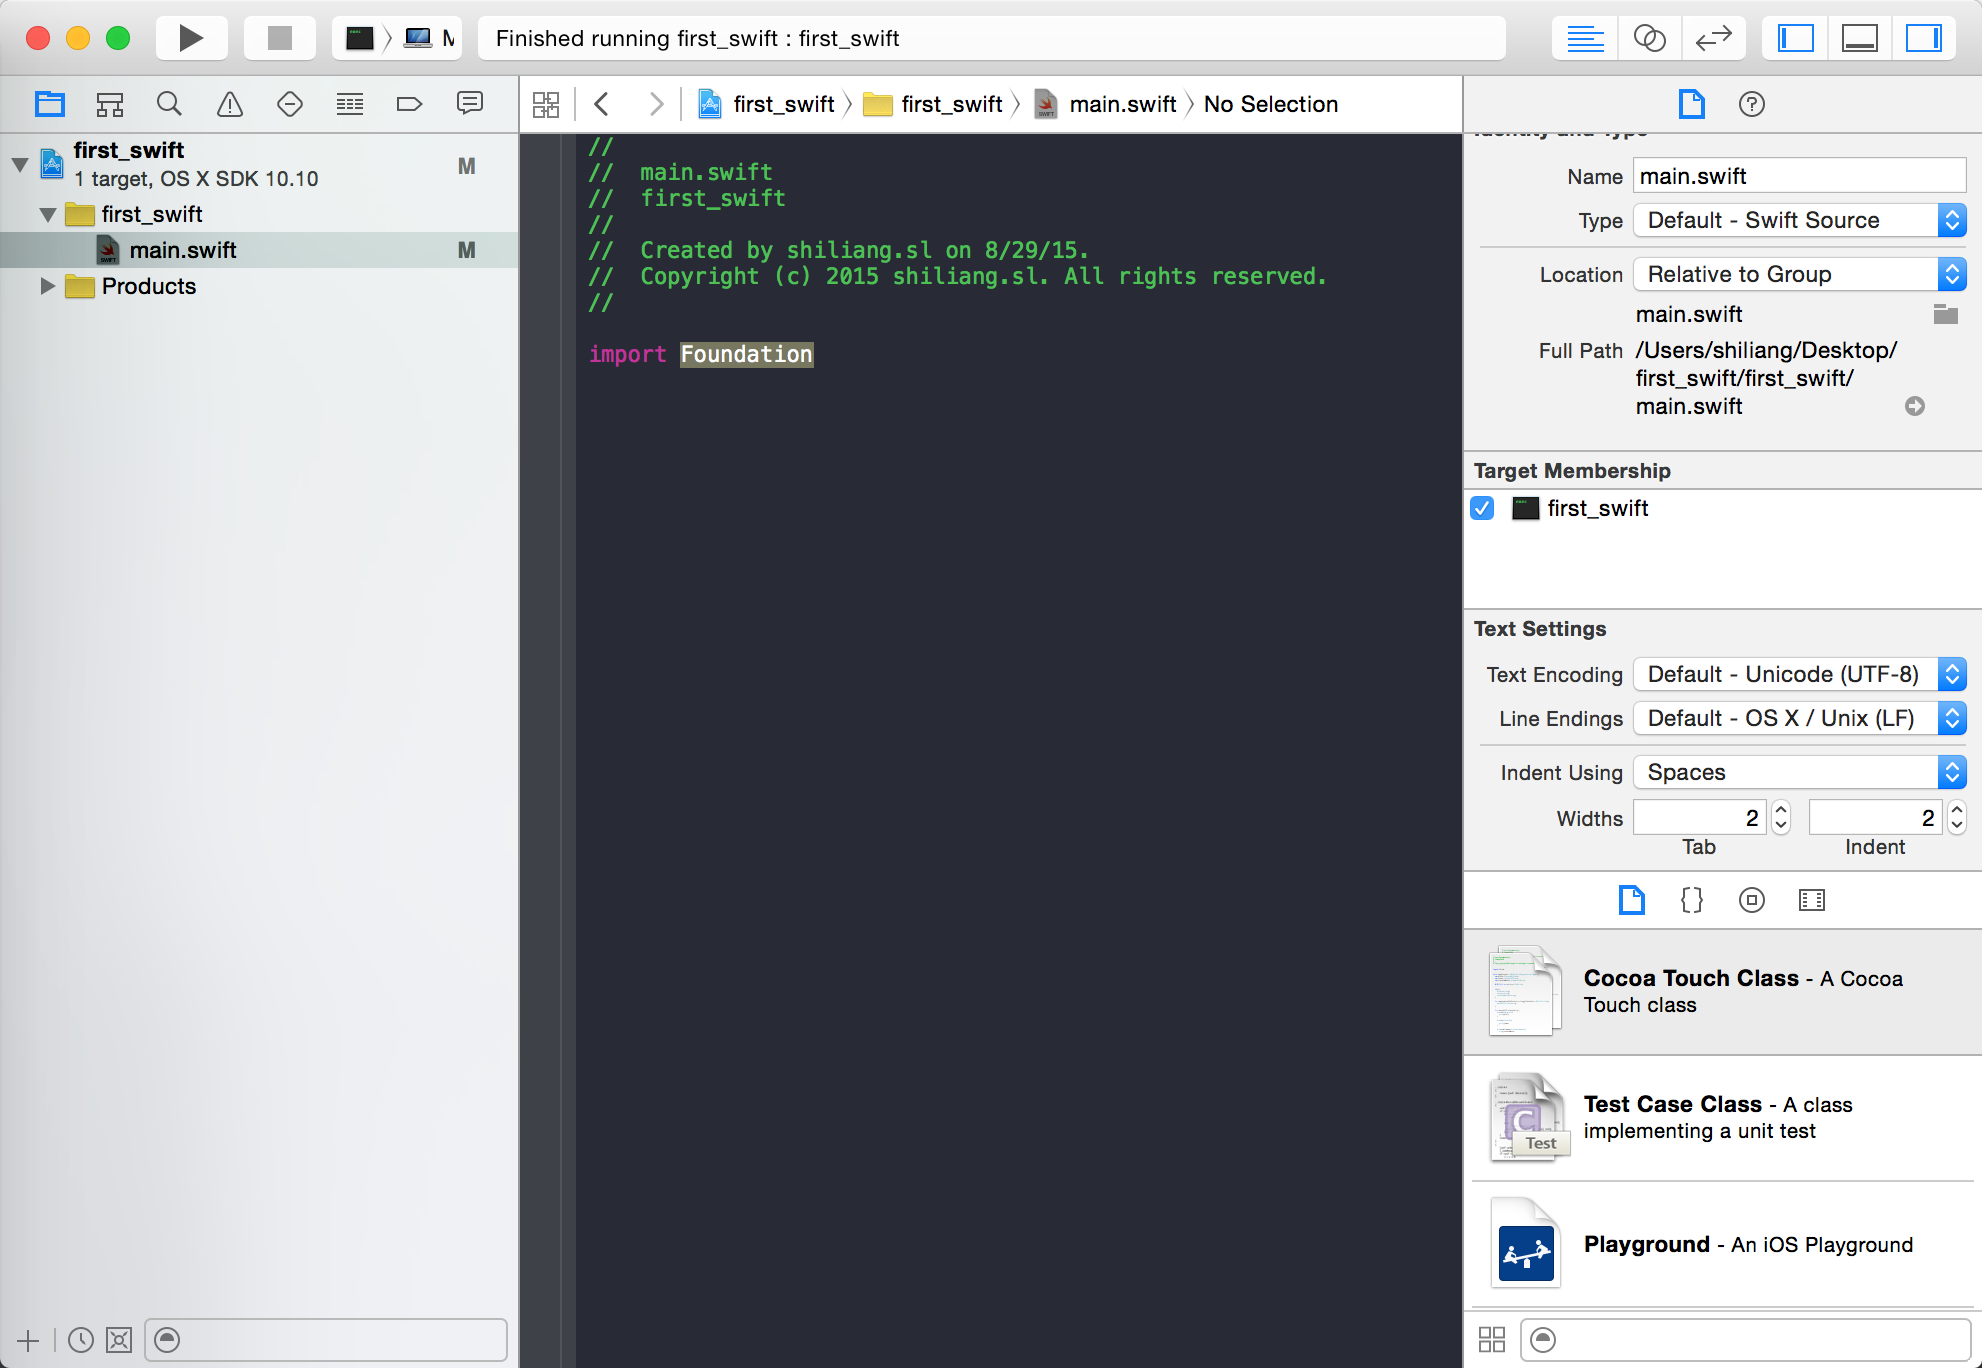 Finished running first_swift : first_swift
first_swift
first_swift
main.swift
No Selection
first_swift
1 target, OS X SDK 10.10
M
first_swift
main.swift
M
Products
//
// main.swift
// first_swift
//
// Created by shiliang.sl on 8/29/15.
// Copyright (c) 2015 shiliang.sl. All rights reserved.
//
import Foundation
Identity and Type
Name main.swift
Type Default - Swift Source
Location Relative to Group
main.swift
Full Path /Users/shiliang/Desktop/
first_swift/first_swift/
main.swift
Target Membership
first_swift
Text Settings
Text Encoding Default - Unicode (UTF-8)
Line Endings Default - OS X / Unix (LF)
Indent Using Spaces
Widths 2 2
Tab Indent
Cocoa Touch Class - A Cocoa
Touch class
Test Case Class - A class
implementing a unit test
Test
Playground - An iOS Playground